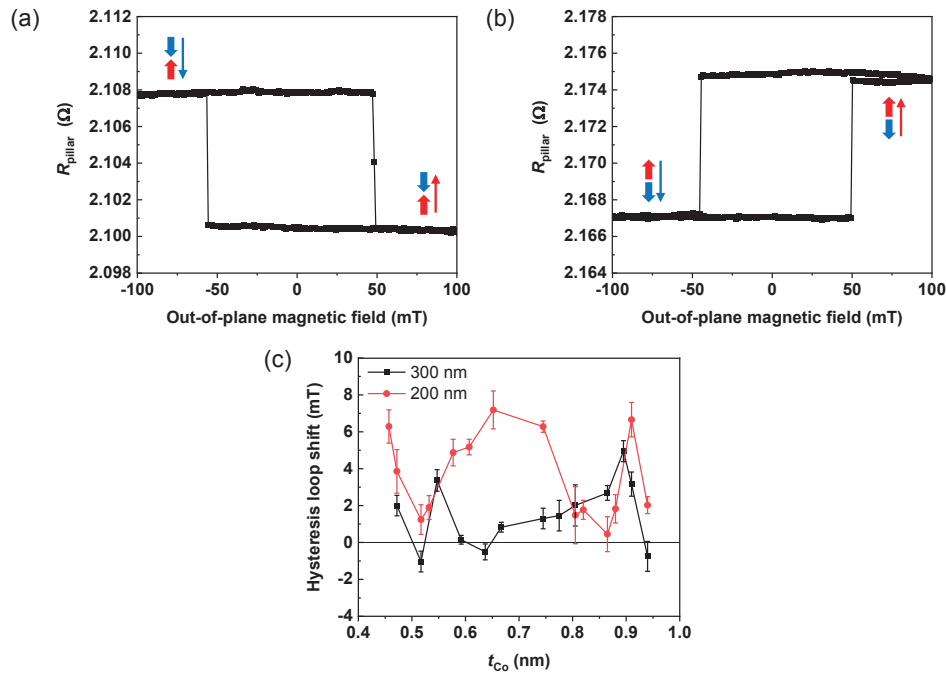 (a)
2.112
2.110
2.108
2.106
2.104
2.102
2.100
2.098
R_pillar (Ω)
-100 -50 0 50 100
Out-of-plane magnetic field (mT)
(b)
2.178
2.176
2.174
2.172
2.170
2.168
2.166
2.164
R_pillar (Ω)
-100 -50 0 50 100
Out-of-plane magnetic field (mT)
(c)
10
8
6
4
2
0
-2
-4
Hysteresis loop shift (mT)
300 nm
200 nm
0.4 0.5 0.6 0.7 0.8 0.9 1.0
t_Co (nm)